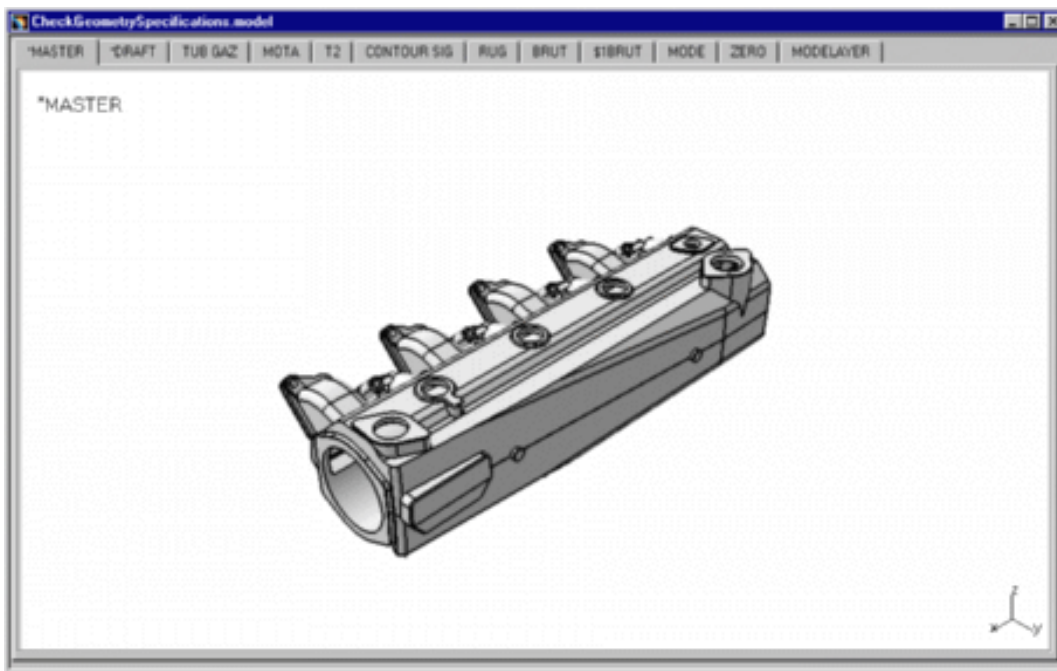 CheckGeometrySpecifications.model
*MASTER *DRAFT TUB GAZ MOTA T2 CONTOUR SIG RUG BRUT $1BRUT MODE ZERO MODELAYER
*MASTER
z
x y